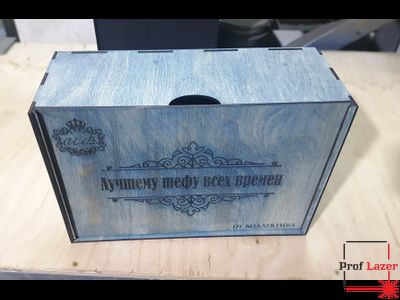 Лучшему шефу всех времен
ОТ КОЛЛЕКТИВА
Prof Lazer